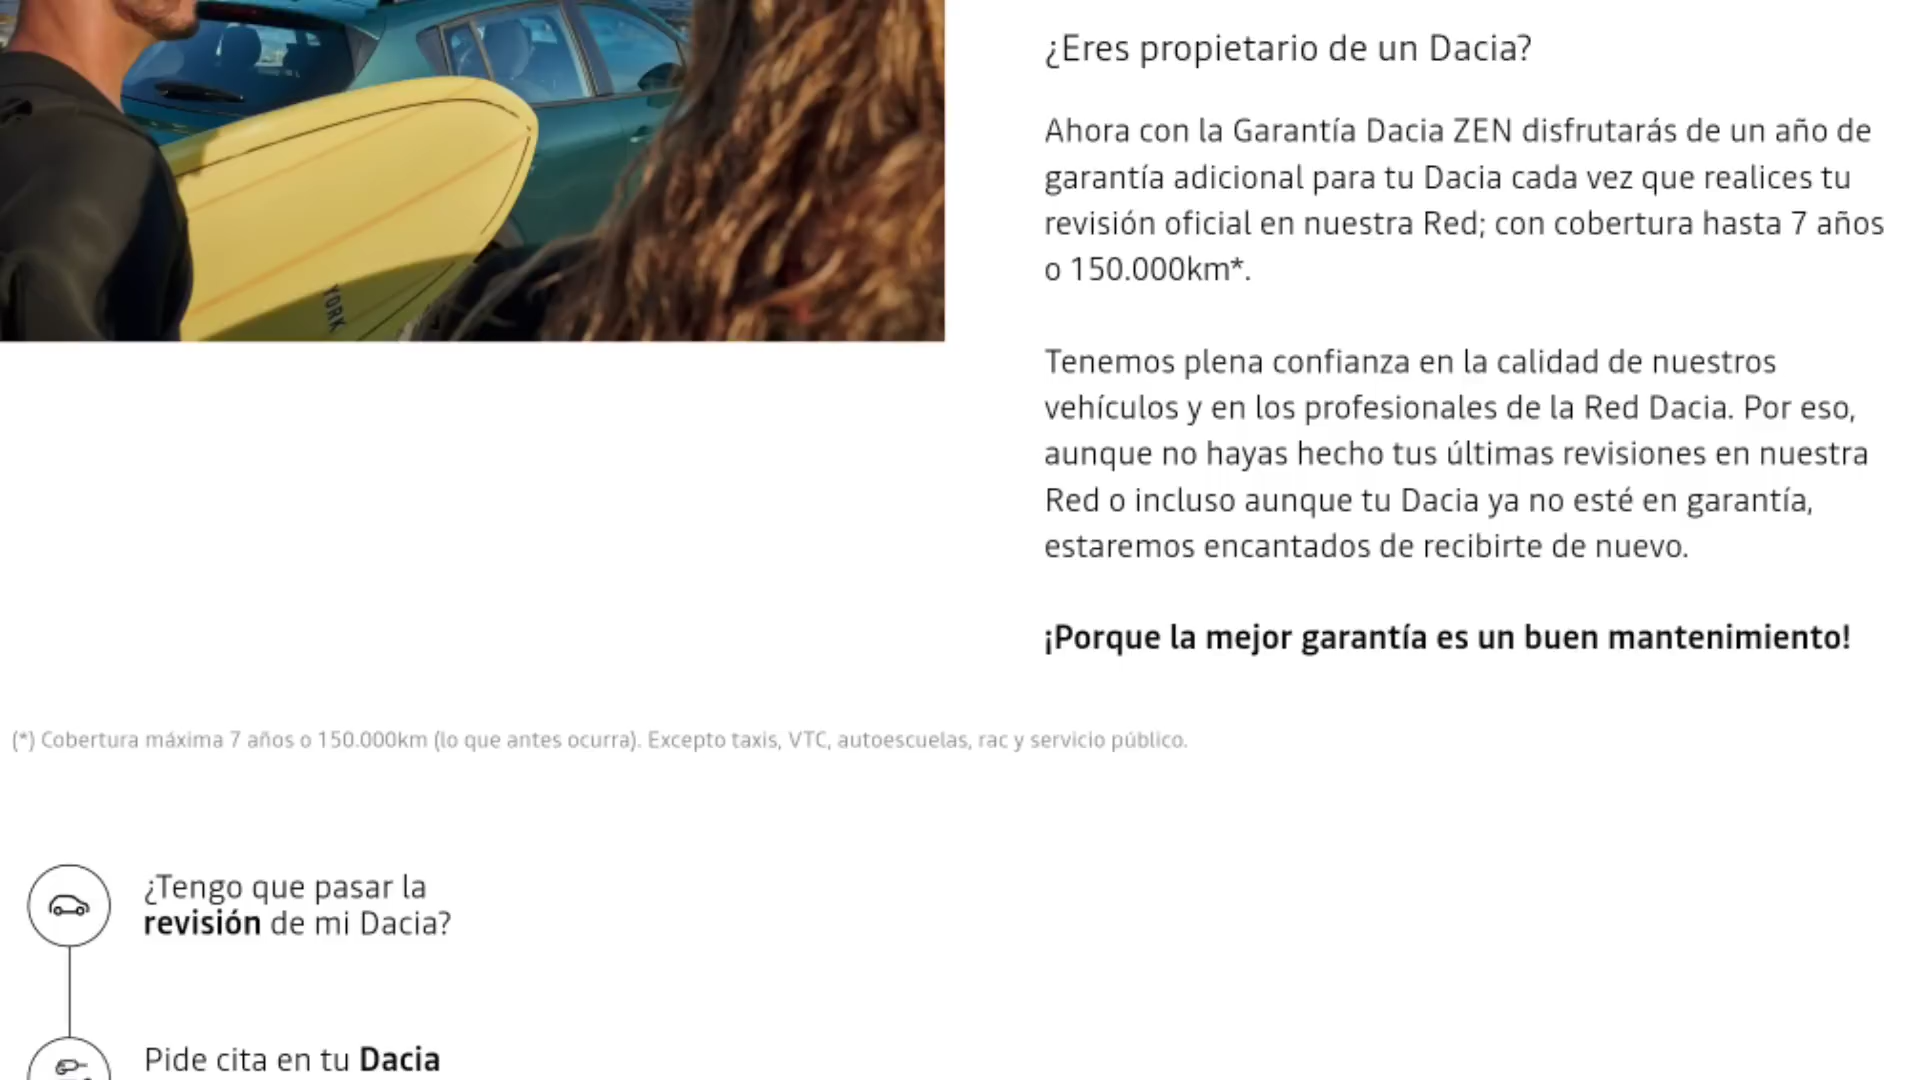 ¿Eres propietario de un Dacia?
Ahora con la Garantía Dacia ZEN disfrutarás de un año de
garantía adicional para tu Dacia cada vez que realices tu
revisión oficial en nuestra Red; con cobertura hasta 7 años
o 150.000km*.
Tenemos plena confianza en la calidad de nuestros
vehículos y en los profesionales de la Red Dacia. Por eso,
aunque no hayas hecho tus últimas revisiones en nuestra
Red o incluso aunque tu Dacia ya no esté en garantía,
estaremos encantados de recibirte de nuevo.
¡Porque la mejor garantía es un buen mantenimiento!
YORK
(*) Cobertura máxima 7 años o 150.000km (lo que antes ocurra). Excepto taxis, VTC, autoescuelas, rac y servicio público.
¿Tengo que pasar la
revisión de mi Dacia?
Pide cita en tu Dacia